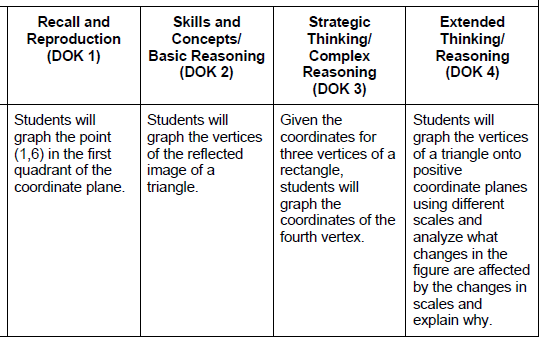 Recall and
Reproduction
(DOK 1)
Skills and
Concepts/
Basic Reasoning
(DOK 2)
Strategic
Thinking/
Complex
Reasoning
(DOK 3)
Extended
Thinking/
Reasoning
(DOK 4)
Students will
graph the point
(1,6) in the first
quadrant of the
coordinate plane.
Students will
graph the vertices
of the reflected
image of a
triangle.
Given the
coordinates for
three vertices of a
rectangle,
students will
graph the
coordinates of the
fourth vertex.
Students will
graph the vertices
of a triangle onto
positive
coordinate planes
using different
scales and
analyze what
changes in the
figure are affected
by the changes in
scales and
explain why.